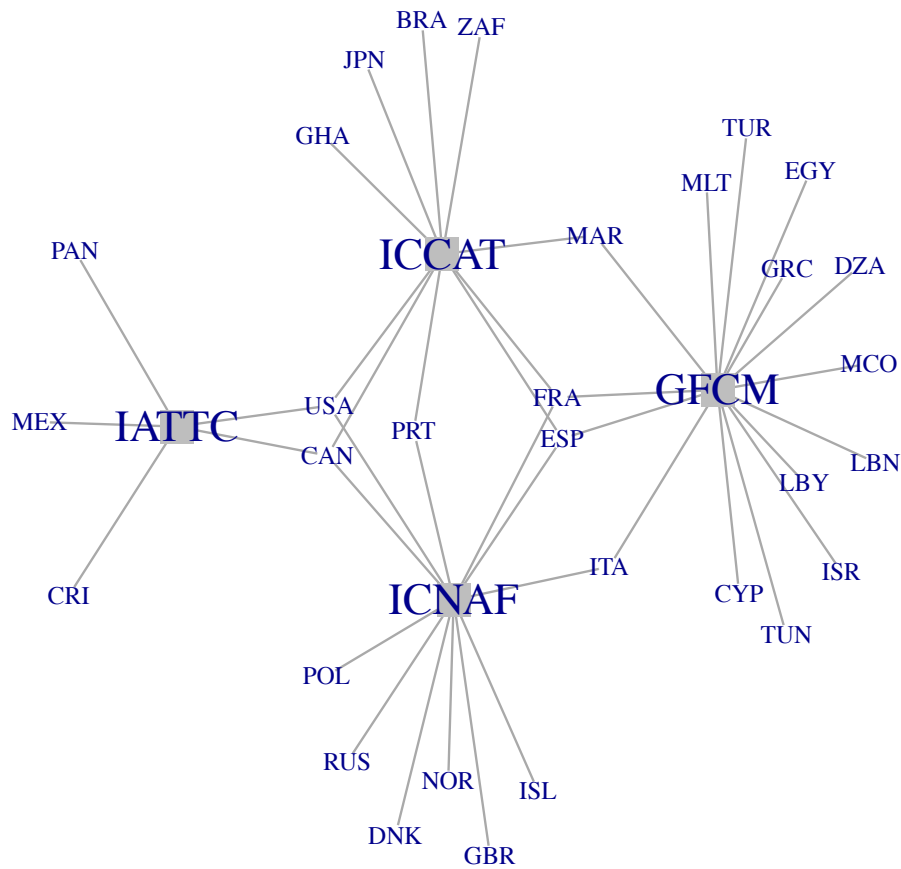 BRA
ZAF
JPN
GHA
TUR
EGY
MLT
PAN
ICCAT
MAR
GRC
DZA
MCO
GFCM
FRA
USA
MEX
IATTC
PRT
ESP
CAN
LBN
LBY
ITA
ISR
CRI
ICNAF
CYP
TUN
POL
RUS
NOR
ISL
DNK
GBR